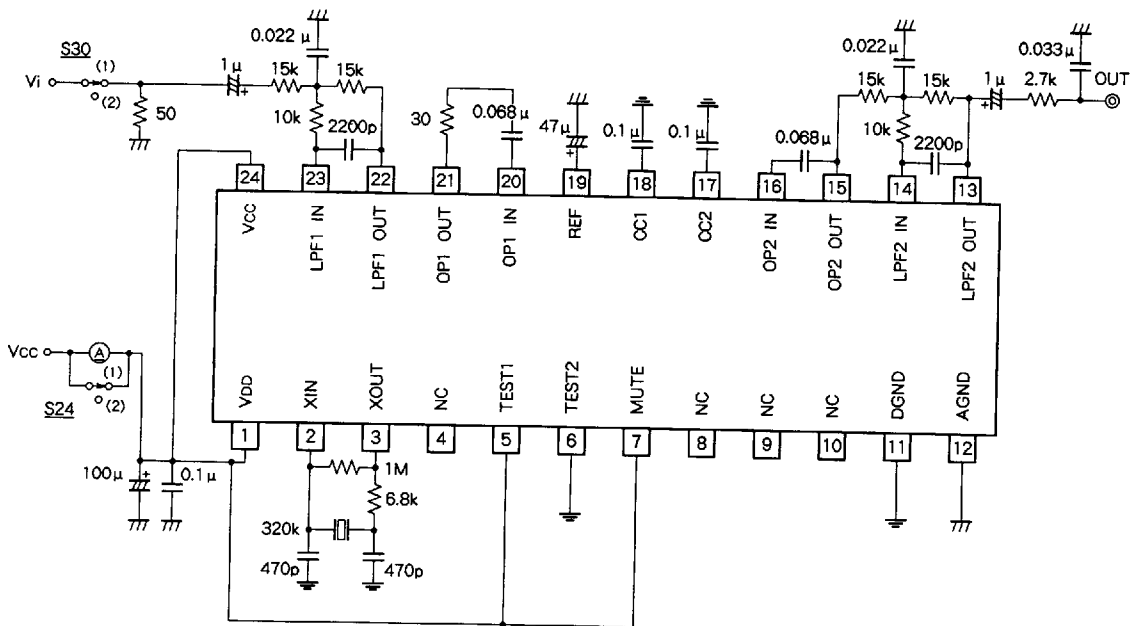 S30
Vi
(1)
(2)
50
1μ
+
15k
0.022 μ
15k
10k
2200p
30
0.068 μ
47μ
+
0.1 μ
0.1 μ
0.068 μ
15k
0.022 μ
15k
10k
2200p
1μ
+
2.7k
0.033 μ
OUT
24 23 22 21 20 19 18 17 16 15 14 13
VCC
LPF1 IN
LPF1 OUT
OP1 OUT
OP1 IN
REF
CC1
CC2
OP2 IN
OP2 OUT
LPF2 IN
LPF2 OUT
VCC
A
(1)
(2)
S24
VDD
XIN
XOUT
NC
TEST1
TEST2
MUTE
NC
NC
NC
DGND
AGND
1 2 3 4 5 6 7 8 9 10 11 12
100μ
+
0.1 μ
1M
6.8k
320k
470p
470p